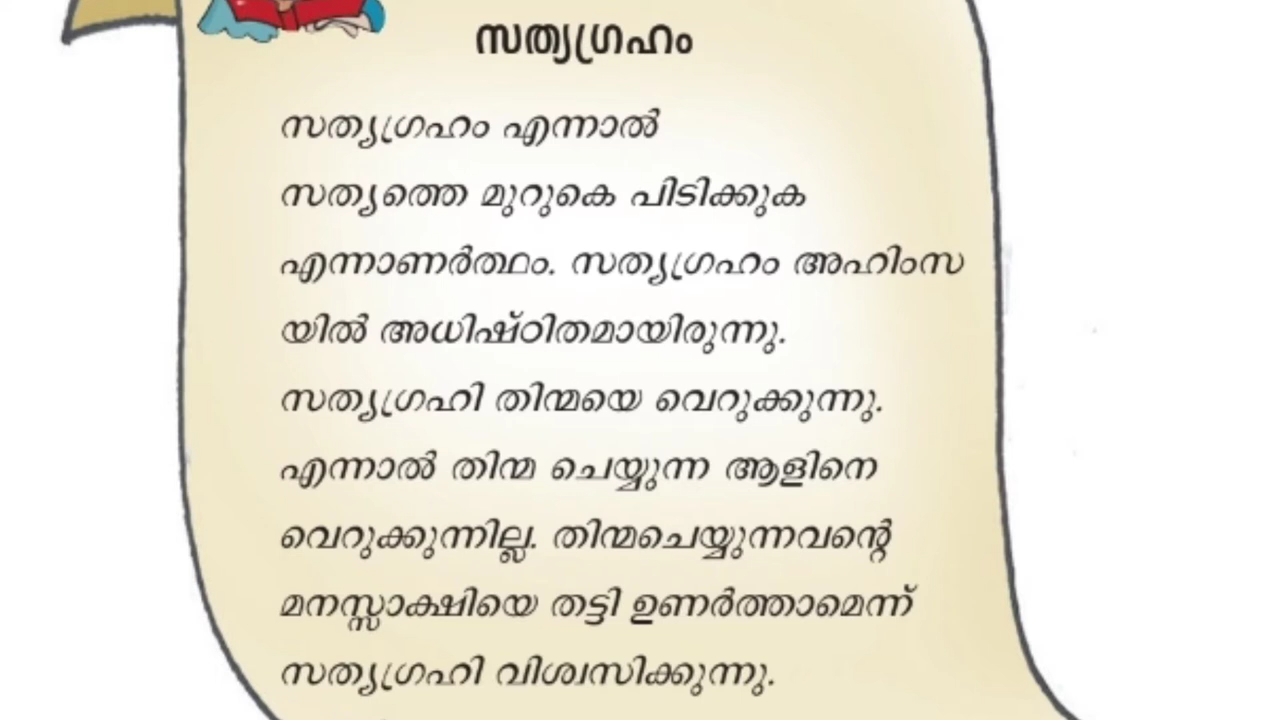 സത്യഗ്രഹം
സത്യഗ്രഹം എന്നാൽ
സത്യത്തെ മുറുകെ പിടിക്കുക
എന്നാണർത്ഥം. സത്യഗ്രഹം അഹിംസ
യിൽ അധിഷ്ഠിതമായിരുന്നു.
സത്യഗ്രഹി തിന്മയെ വെറുക്കുന്നു.
എന്നാൽ തിന്മ ചെയ്യുന്ന ആളിനെ
വെറുക്കുന്നില്ല. തിന്മചെയ്യുന്നവന്റെ
മനസ്സാക്ഷിയെ തട്ടി ഉണർത്താമെന്ന്
സത്യഗ്രഹി വിശ്വസിക്കുന്നു.